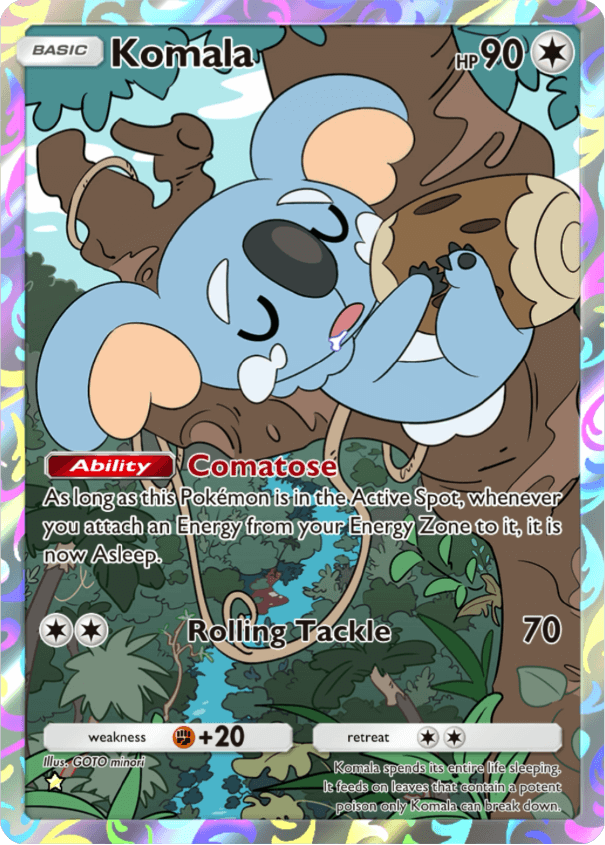 BASIC Komala HP 90
Ability Comatose
As long as this Pokémon is in the Active Spot, whenever
you attach an Energy from your Energy Zone to it, it is
now Asleep.
Rolling Tackle 70
weakness +20 retreat
Illus. GOTO minori
Komala spends its entire life sleeping.
It feeds on leaves that contain a potent
poison only Komala can break down.